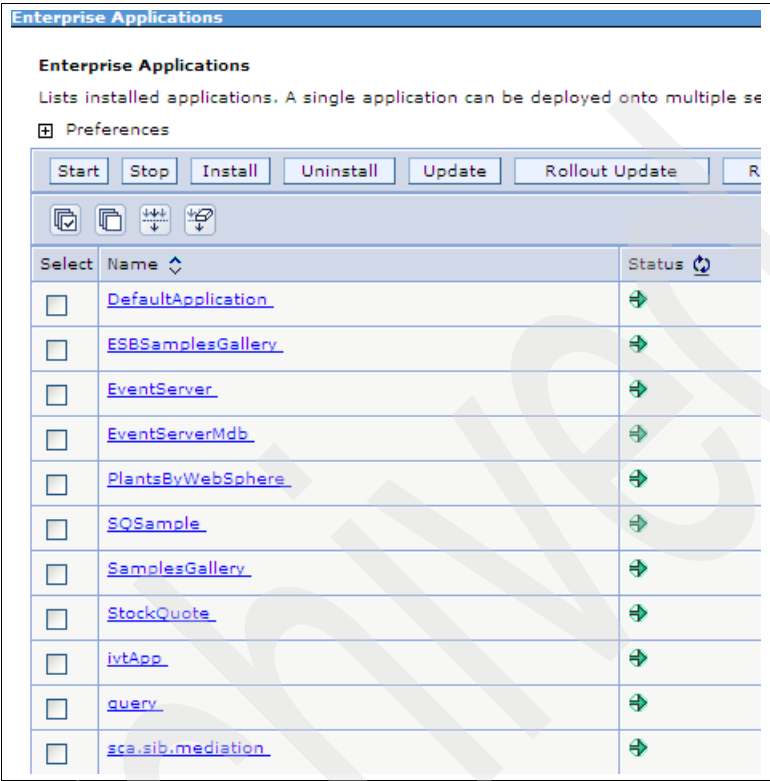 Enterprise Applications
Enterprise Applications
Lists installed applications. A single application can be deployed onto multiple se
Preferences
Start Stop Install Uninstall Update Rollout Update R
Select Name Status
DefaultApplication
ESBSamplesGallery
EventServer
EventServerMdb
PlantsByWebSphere
SQSample
SamplesGallery
StockQuote
ivtApp
query
sca.sib.mediation